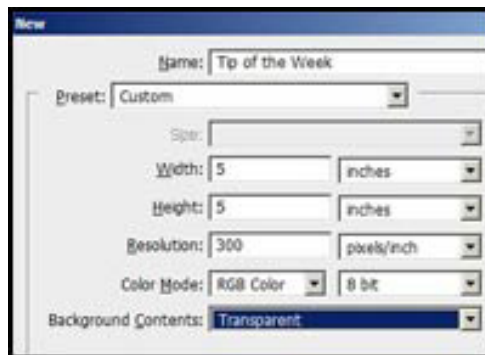 New
Name: Tip of the Week
Preset: Custom
Size:
Width: 5 inches
Height: 5 inches
Resolution: 300 pixels/inch
Color Mode: RGB Color 8 bit
Background Contents: Transparent